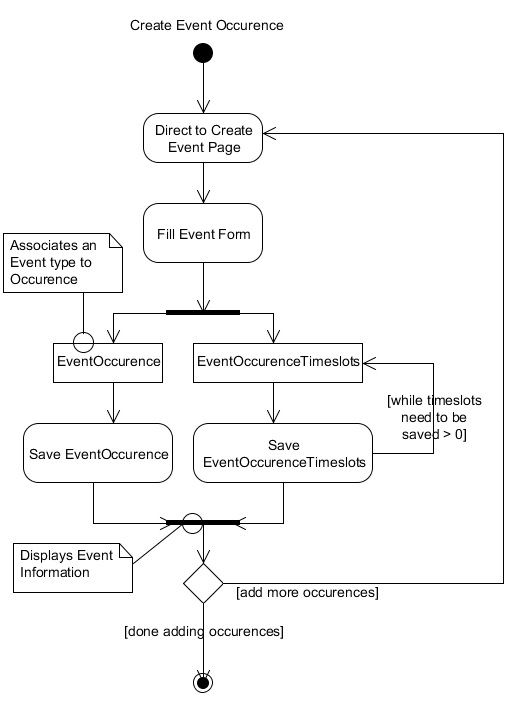 Create Event Occurence
Direct to Create
Event Page
Fill Event Form
Associates an
Event type to
Occurence
EventOccurence
EventOccurenceTimeslots
[while timeslots
need to be
saved > 0]
Save EventOccurence
Save
EventOccurenceTimeslots
Displays Event
Information
[add more occurences]
[done adding occurences]